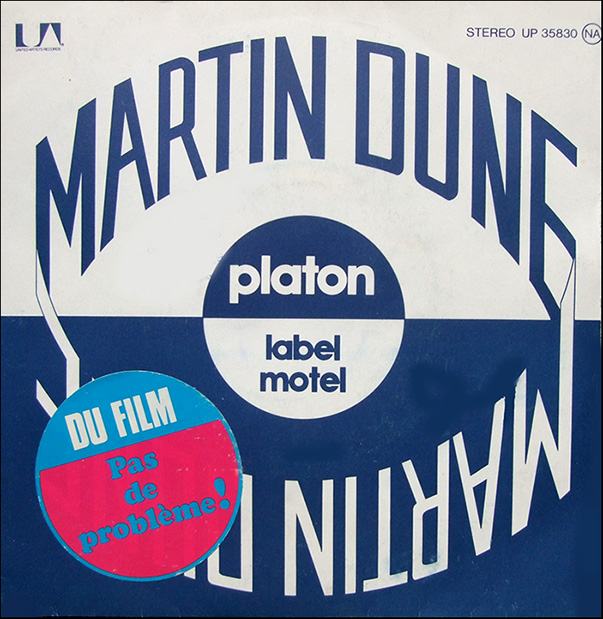 UA
UNITED ARTISTS RECORDS
STEREO UP 35830 NA
MARTIN DUNE
platon
label
motel
DU FILM
Pas
de
problème!
MARTIN DU